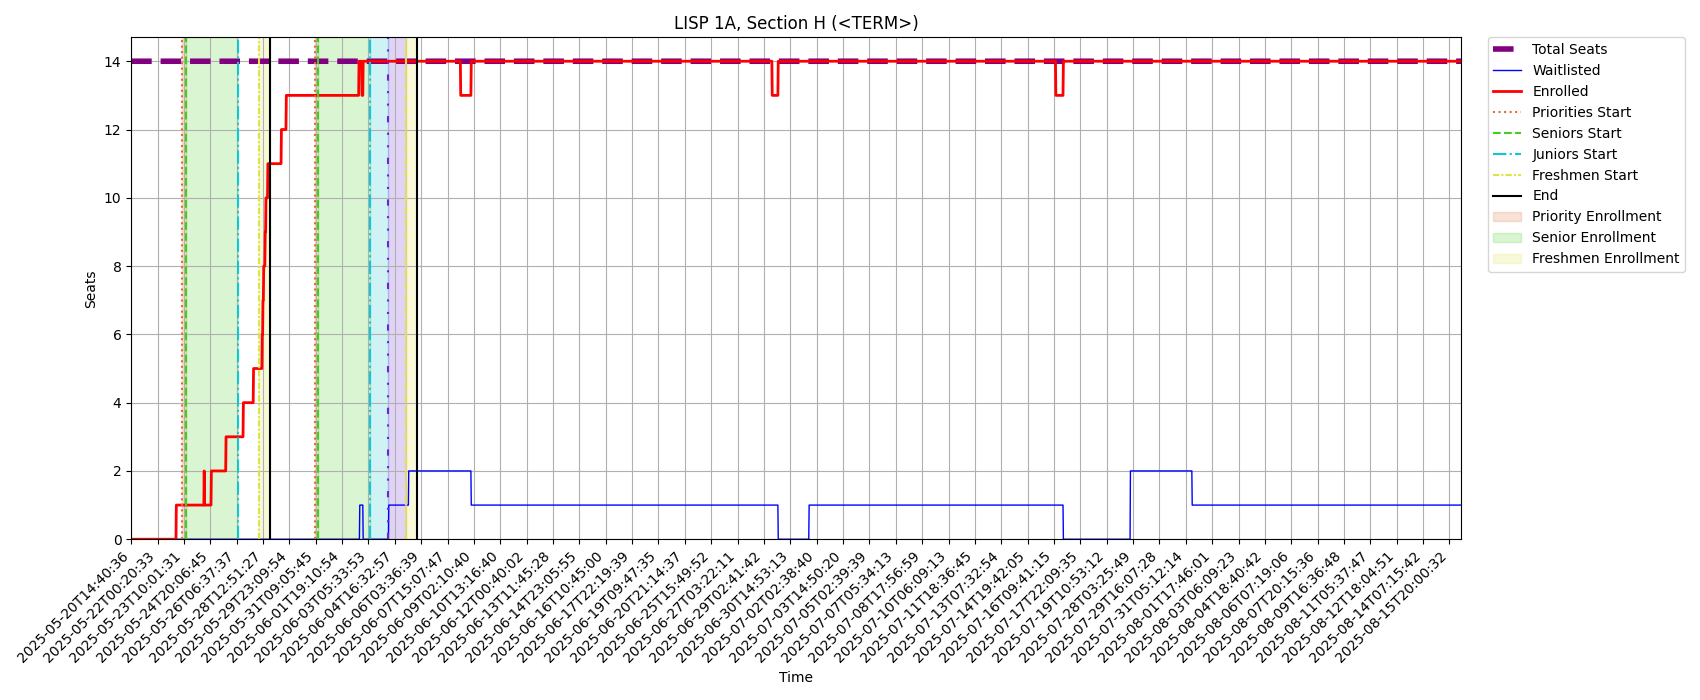 LISP 1A, Section H (<TERM>)
Total Seats
Waitlisted
Enrolled
Priorities Start
Seniors Start
Juniors Start
Freshmen Start
End
Priority Enrollment
Senior Enrollment
Freshmen Enrollment
Seats
14
12
10
8
6
4
2
0
2025-05-20T14:40:36
2025-05-22T00:20:33
2025-05-23T10:01:31
2025-05-24T20:06:45
2025-05-26T06:37:37
2025-05-28T12:51:27
2025-05-29T23:09:54
2025-05-31T09:05:45
2025-06-01T19:10:54
2025-06-03T05:33:53
2025-06-04T16:32:57
2025-06-06T03:36:39
2025-06-07T15:07:47
2025-06-09T02:10:40
2025-06-10T13:16:40
2025-06-12T00:40:02
2025-06-13T11:45:28
2025-06-14T23:05:55
2025-06-16T10:45:00
2025-06-17T22:19:39
2025-06-19T09:47:35
2025-06-20T21:14:37
2025-06-25T15:49:52
2025-06-27T03:22:11
2025-06-29T02:41:42
2025-06-30T14:53:13
2025-07-02T02:38:40
2025-07-03T14:50:20
2025-07-05T02:39:39
2025-07-07T05:34:13
2025-07-08T17:56:59
2025-07-10T06:09:13
2025-07-11T18:36:45
2025-07-13T07:32:54
2025-07-14T19:42:05
2025-07-16T09:41:15
2025-07-17T22:09:35
2025-07-19T10:53:12
2025-07-28T03:25:49
2025-07-29T16:07:28
2025-07-31T05:12:14
2025-08-01T17:46:01
2025-08-03T06:09:23
2025-08-04T18:40:42
2025-08-06T07:19:06
2025-08-07T20:15:36
2025-08-09T16:36:48
2025-08-11T05:37:47
2025-08-12T18:04:51
2025-08-14T07:15:42
2025-08-15T20:00:32
Time